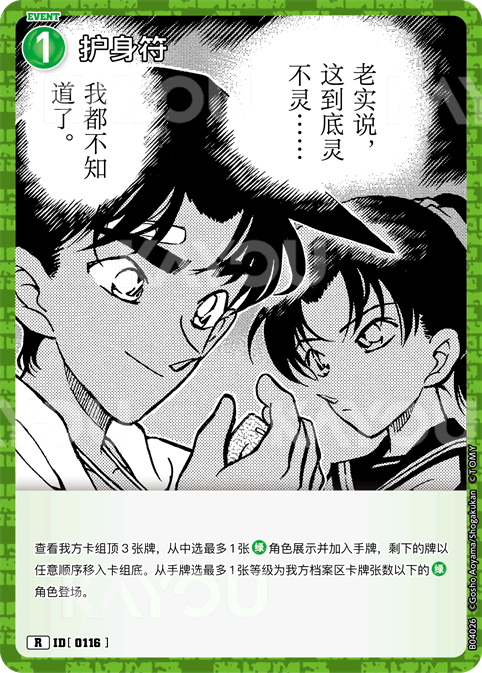 EVENT
1
护身符
老实说，
这到底灵
不灵……
我都不知
道了。
查看我方卡组顶3张牌，从中选最多1张绿角色展示并加入手牌，剩下的牌以
任意顺序移入卡组底。从手牌选最多1张等级为我方档案区卡牌张数以下的绿
角色登场。
R ID[ 0116 ]
B04026 ©Gosho Aoyama/Shogakukan ©TOMY
KAYOU
KAYOU